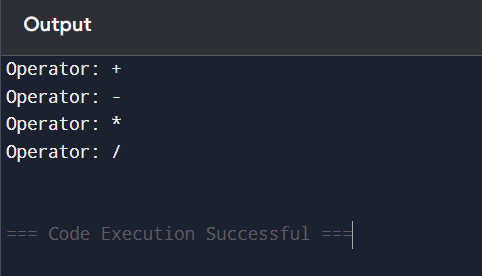 Output
Operator: +
Operator: -
Operator: *
Operator: /
=== Code Execution Successful ===